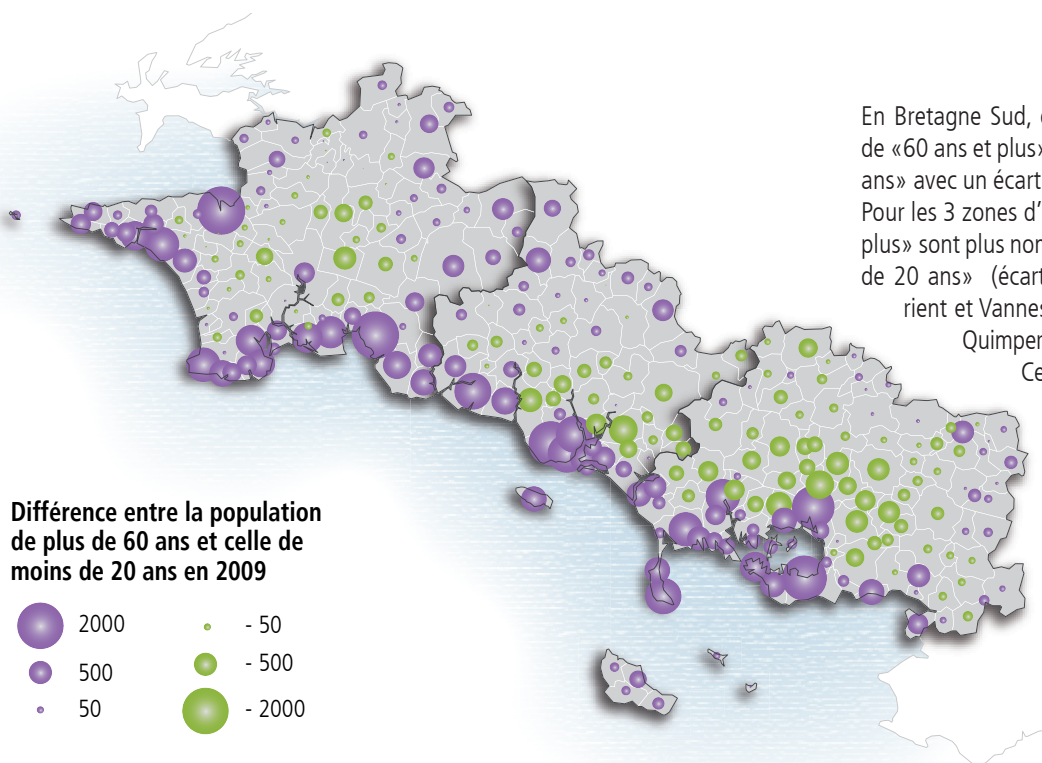 En Bretagne Sud,
de «60 ans et plus»
ans» avec un écart
Pour les 3 zones d’
plus» sont plus nom
de 20 ans» (écart
rient et Vannes
Quimper
Ce
Différence entre la population
de plus de 60 ans et celle de
moins de 20 ans en 2009
2000
500
50
- 50
- 500
- 2000